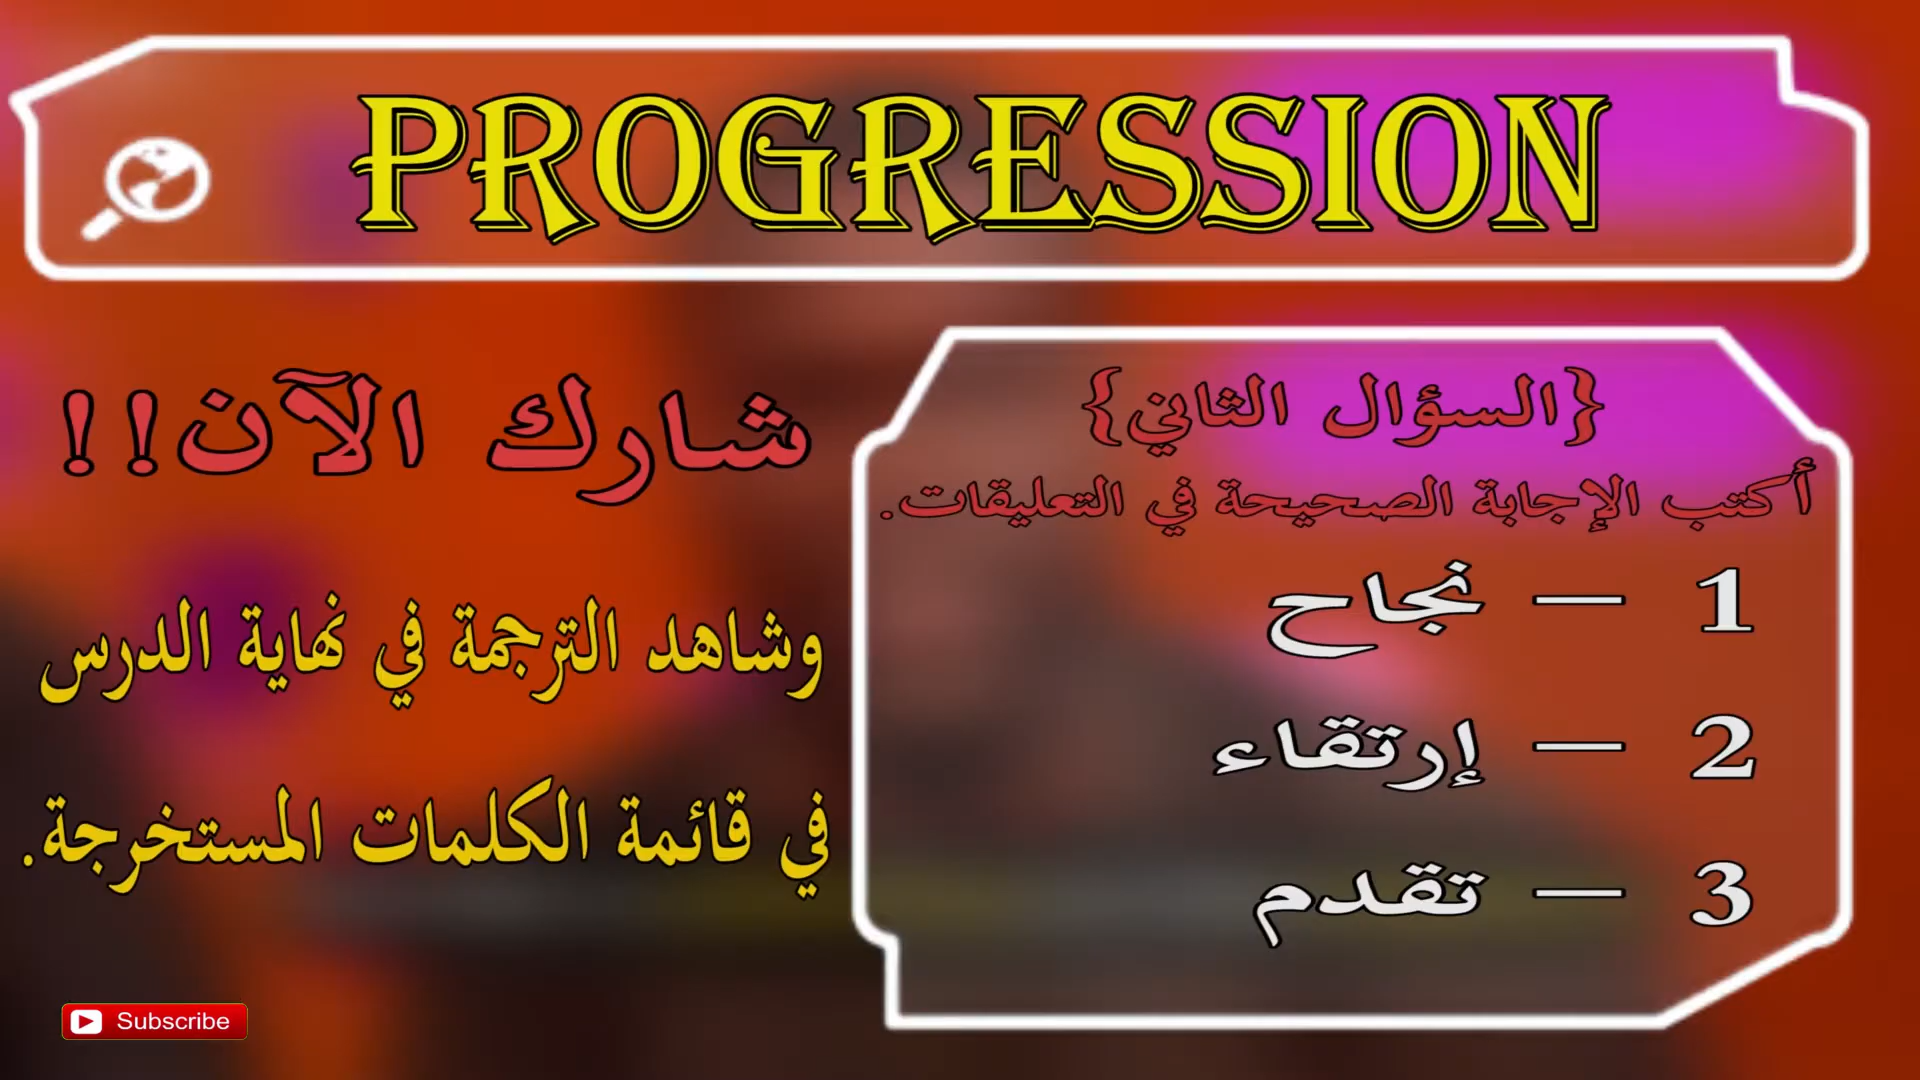 PROGRESSION
{السؤال الثاني}
أكتب الإجابة الصحيحة في التعليقات.
1 — نجاح
2 — إرتقاء
3 — تقدم
شارك الآن!!
وشاهد الترجمة في نهاية الدرس
في قائمة الكلمات المستخرجة.
Subscribe